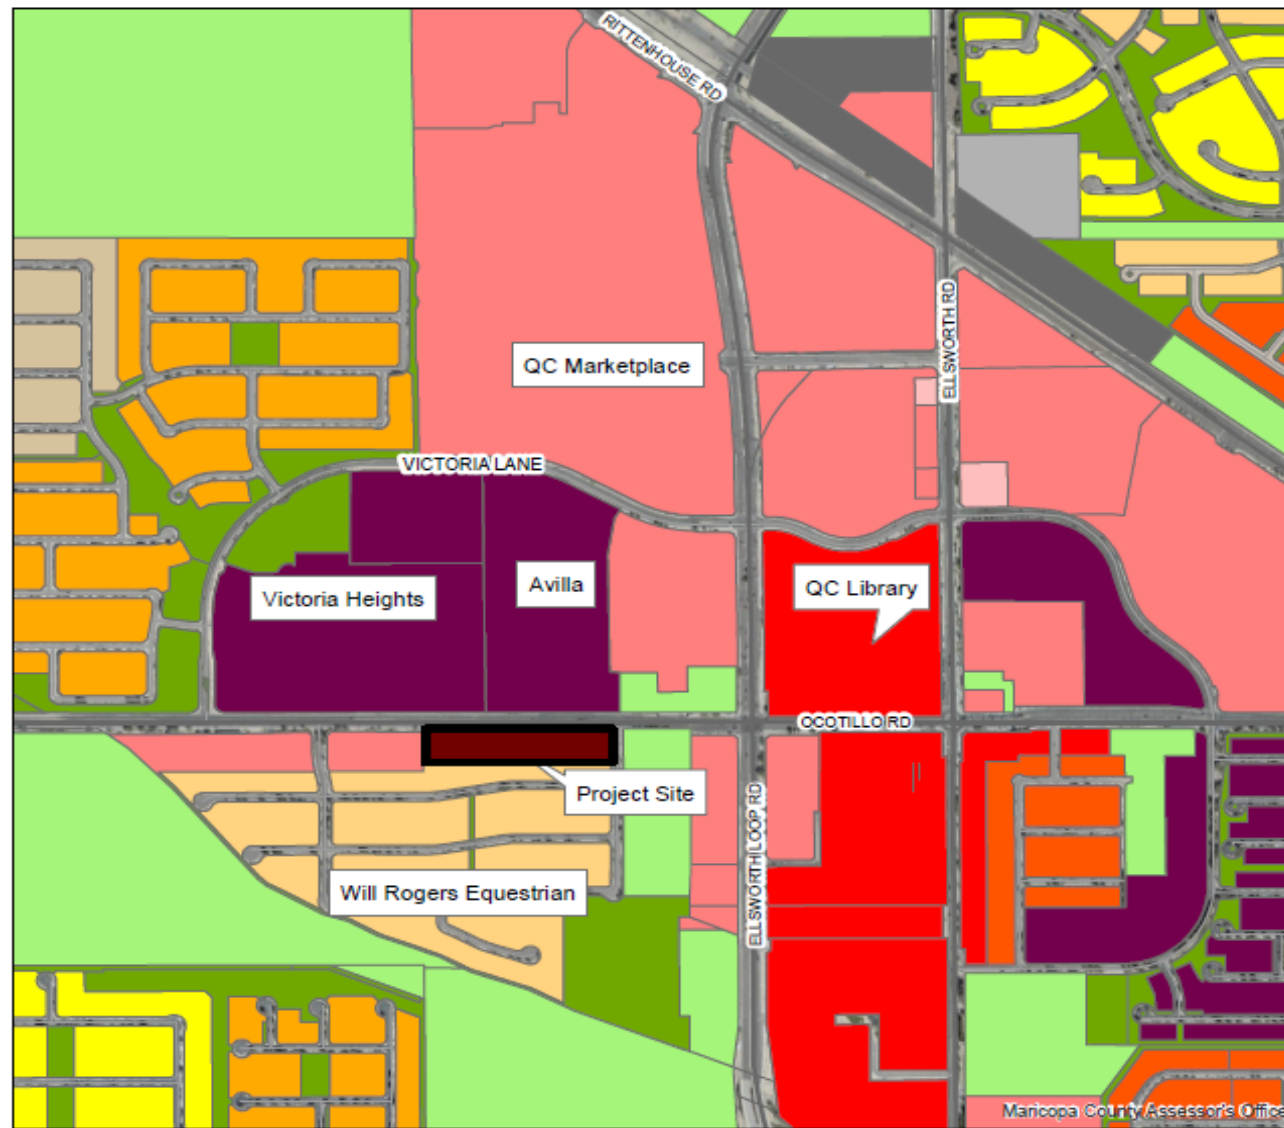 RITTENHOUSE RD
ELLSWORTH RD
QC Marketplace
VICTORIA LANE
Avilla
QC Library
Victoria Heights
OCOTILLO RD
Project Site
ELLSWORTH LOOP RD
Will Rogers Equestrian
Maricopa County Assessor's Office